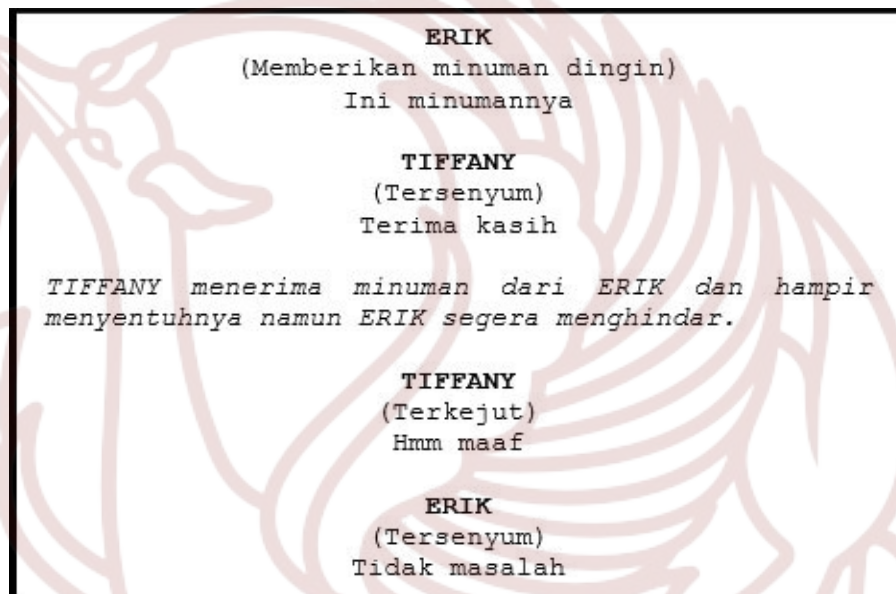 ERIK
(Memberikan minuman dingin)
Ini minumannya
TIFFANY
(Tersenyum)
Terima kasih
TIFFANY menerima minuman dari ERIK dan hampir
menyentuhnya namun ERIK segera menghindar.
TIFFANY
(Terkejut)
Hmm maaf
ERIK
(Tersenyum)
Tidak masalah